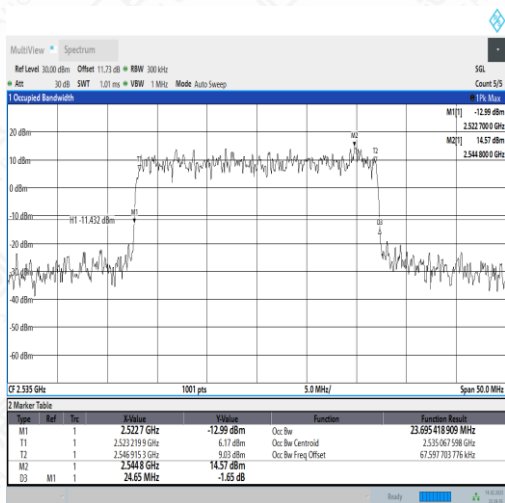 MultiView Spectrum
Ref Level 30.00 dBm Offset 11.73 dB RBW 300 kHz SGL
Att 30 dB SWT 1.01 ms VBW 1 MHz Mode Auto Sweep Count 5/5
1 Occupied Bandwidth 1Pk Max
M1[1] -12.99 dBm
2.522 700 0 GHz
M2[1] 14.57 dBm
2.544 800 0 GHz
20 dBm
M2
T1
T2
10 dBm
0 dBm
-10 dBm
H1 -11.432 dBm
M1
D3
-20 dBm
-30 dBm
-40 dBm
-50 dBm
-60 dBm
CF 2.535 GHz 1001 pts 5.0 MHz/ Span 50.0 MHz
2 Marker Table
Type Ref Trc X-Value Y-Value Function Function Result
M1 1 2.522 7 GHz -12.99 dBm Occ Bw 23.695 418 909 MHz
T1 1 2.523 219 9 GHz 6.17 dBm Occ Bw Centroid 2.535 067 598 GHz
T2 1 2.546 915 3 GHz 9.03 dBm Occ Bw Freq Offset 67.597 703 776 kHz
M2 1 2.544 8 GHz 14.57 dBm
D3 M1 1 24.65 MHz -1.65 dB
Ready